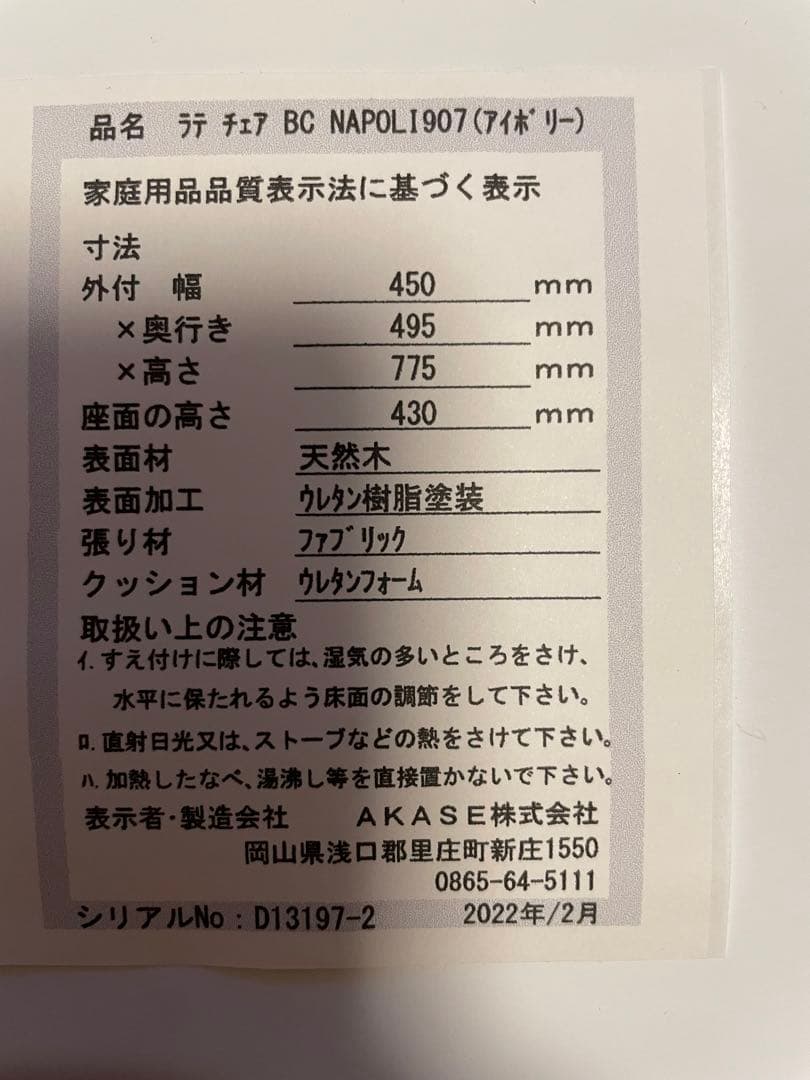 品名 ﾗﾃ ﾁｪｱ BC NAPOLI907(ｱｲﾎﾞﾘｰ)
家庭用品品質表示法に基づく表示
寸法
外付 幅 450 mm
×奥行き 495 mm
×高さ 775 mm
座面の高さ 430 mm
表面材 天然木
表面加工 ｳﾚﾀﾝ樹脂塗装
張り材 ﾌｧﾌﾞﾘｯｸ
クッション材 ｳﾚﾀﾝﾌｫｰﾑ
取扱い上の注意
ｲ.すえ付けに際しては、湿気の多いところをさけ、
水平に保たれるよう床面の調節をして下さい。
ﾛ.直射日光又は、ストーブなどの熱をさけて下さい。
ﾊ.加熱したなべ、湯沸し等を直接置かないで下さい。
表示者・製造会社 ＡＫＡＳＥ株式会社
岡山県浅口郡里庄町新庄1550
0865-64-5111
シリアルNo：D13197-2 2022年/2月